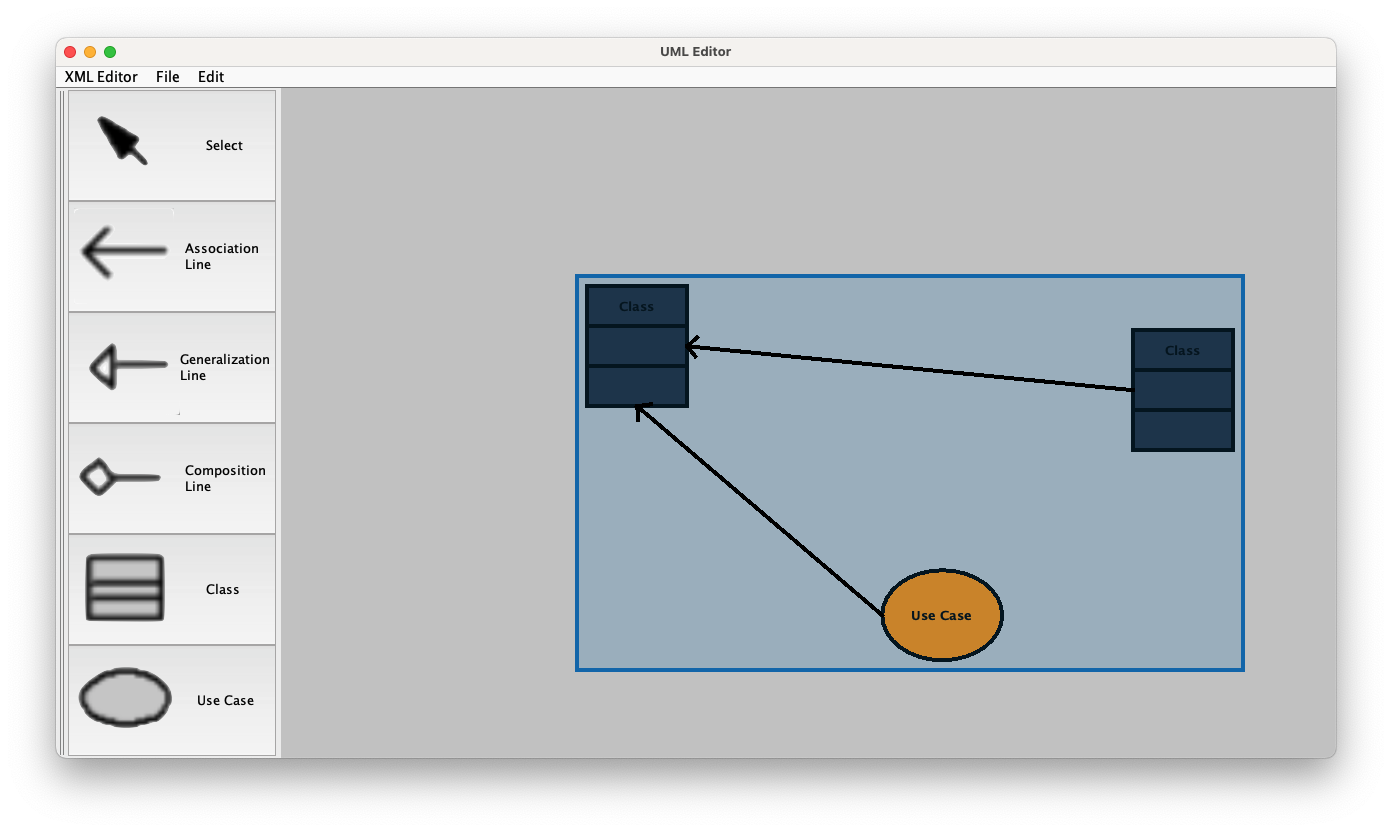 UML Editor
XML Editor File Edit
Select
Association
Line
Generalization
Line
Composition
Line
Class
Use Case
Class
Class
Use Case